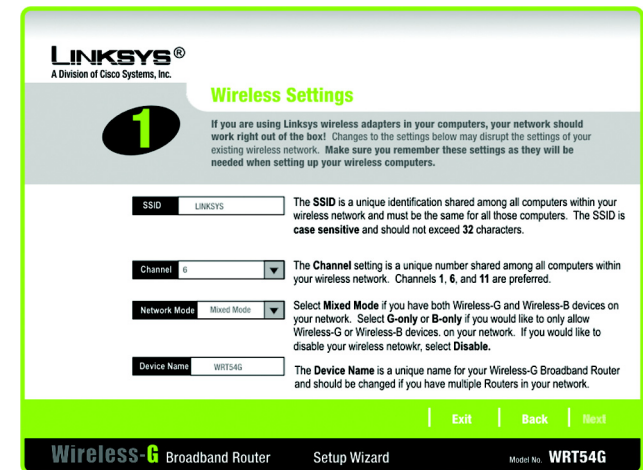 LINKSYS®
A Division of Cisco Systems, Inc.
Wireless Settings
1
If you are using Linksys wireless adapters in your computers, your network should
work right out of the box! Changes to the settings below may disrupt the settings of your
existing wireless network. Make sure you remember these settings as they will be
needed when setting up your wireless computers.
SSID LINKSYS
The SSID is a unique identification shared among all computers within your
wireless network and must be the same for all those computers. The SSID is
case sensitive and should not exceed 32 characters.
Channel 6
The Channel setting is a unique number shared among all computers within
your wireless network. Channels 1, 6, and 11 are preferred.
Network Mode Mixed Mode
Select Mixed Mode if you have both Wireless-G and Wireless-B devices on
your network. Select G-only or B-only if you would like to only allow
Wireless-G or Wireless-B devices. on your network. If you would like to
disable your wireless netowkr, select Disable.
Device Name WRT54G
The Device Name is a unique name for your Wireless-G Broadband Router
and should be changed if you have multiple Routers in your network.
Exit Back Next
Wireless-G Broadband Router Setup Wizard Model No. WRT54G